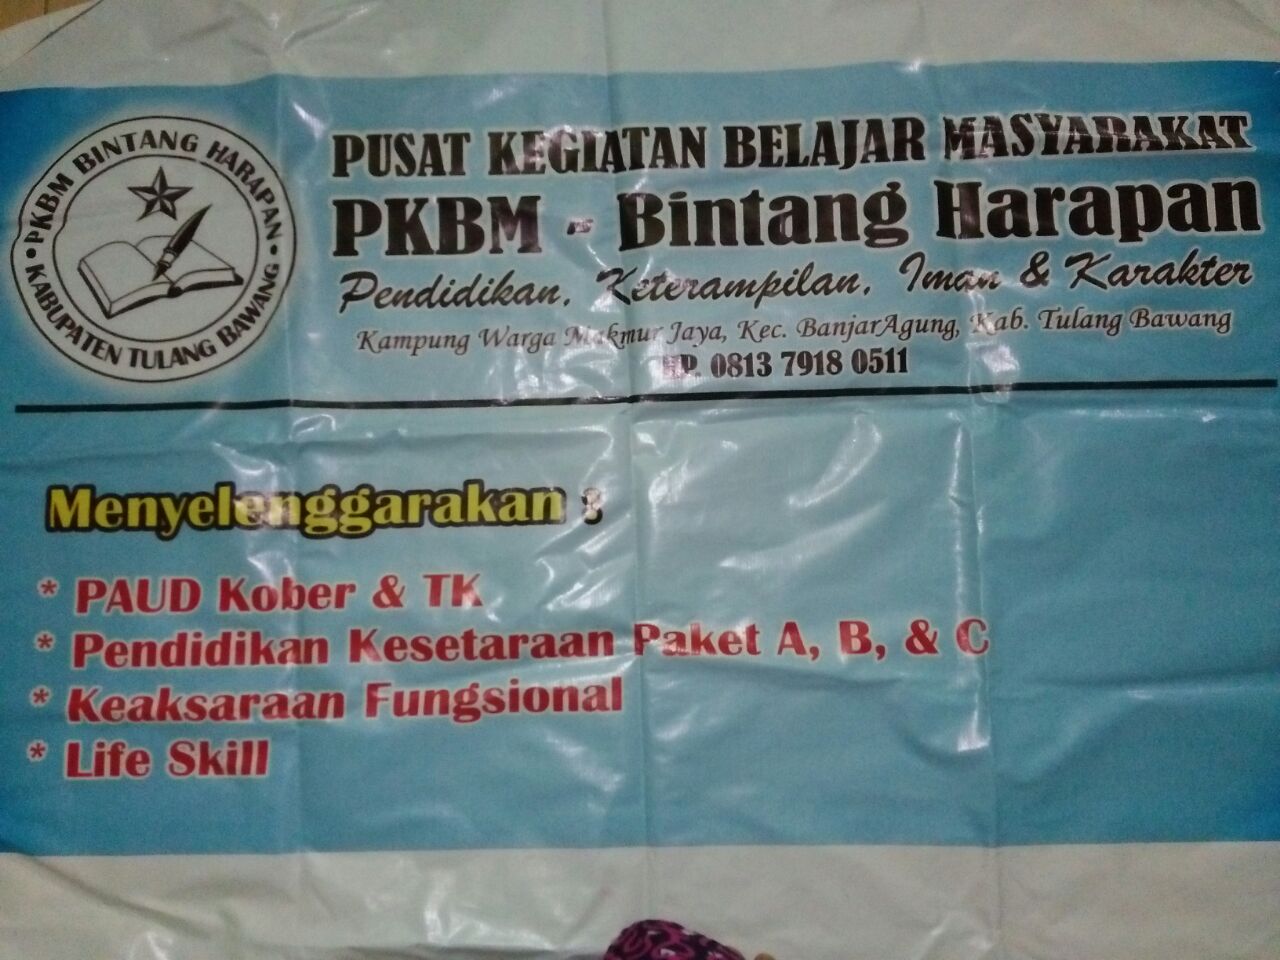 • PKBM BINTANG HARAPAN •
KABUPATEN TULANG BAWANG
PUSAT KEGIATAN BELAJAR MASYARAKAT
PKBM - Bintang Harapan
Pendidikan, Keterampilan, Iman & Karakter
Kampung Warga Makmur Jaya, Kec. BanjarAgung, Kab. Tulang Bawang
HP. 0813 7918 0511
Menyelenggarakan :
* PAUD Kober & TK
* Pendidikan Kesetaraan Paket A, B, & C
* Keaksaraan Fungsional
* Life Skill